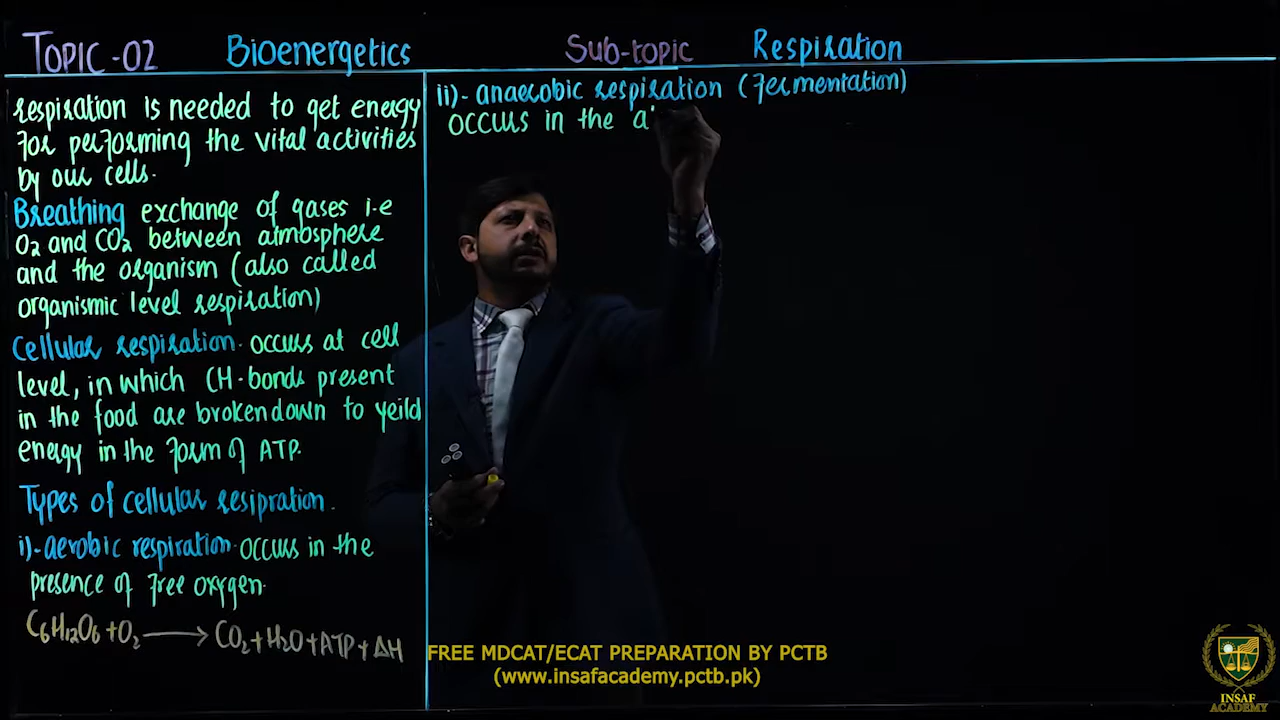 TOPIC-02 Bioenergetics Sub-topic Respiration
respiration is needed to get energy
for performing the vital activities
by our cells.
Breathing exchange of gases i.e
O2 and CO2 between atmosphere
and the organism (also called
organismic level respiration)
Cellular respiration. occurs at cell
level, in which CH-bonds present
in the food are brokendown to yeild
energy in the form of ATP.
Types of cellular resipration.
i)- aerobic respiration. occurs in the
presence of free oxygen.
C6H12O6 + O2 ⟶ CO2 + H2O + ATP + ΔH
ii)- anaerobic respiration (fermentation)
occurs in the a
FREE MDCAT/ECAT PREPARATION BY PCTB
(www.insafacademy.pctb.pk)
INSAF
ACADEMY